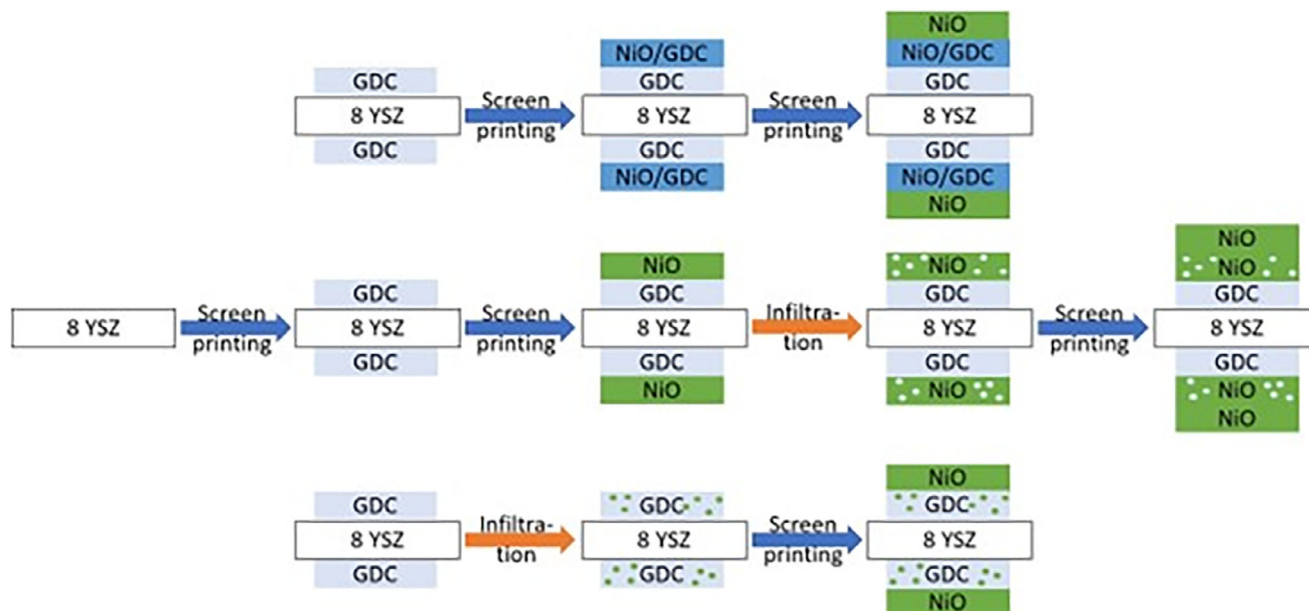 NiO
NiO/GDC
GDC
8 YSZ
GDC
NiO/GDC
NiO
NiO/GDC
GDC
8 YSZ
GDC
NiO/GDC
GDC
8 YSZ
GDC
Screen
printing
Screen
printing
8 YSZ
Screen
printing
GDC
8 YSZ
GDC
Screen
printing
NiO
GDC
8 YSZ
GDC
NiO
Infiltra-
tion
NiO
GDC
8 YSZ
GDC
NiO
Screen
printing
NiO
NiO
GDC
8 YSZ
GDC
NiO
NiO
GDC
8 YSZ
GDC
Infiltra-
tion
GDC
8 YSZ
GDC
Screen
printing
NiO
GDC
8 YSZ
GDC
NiO